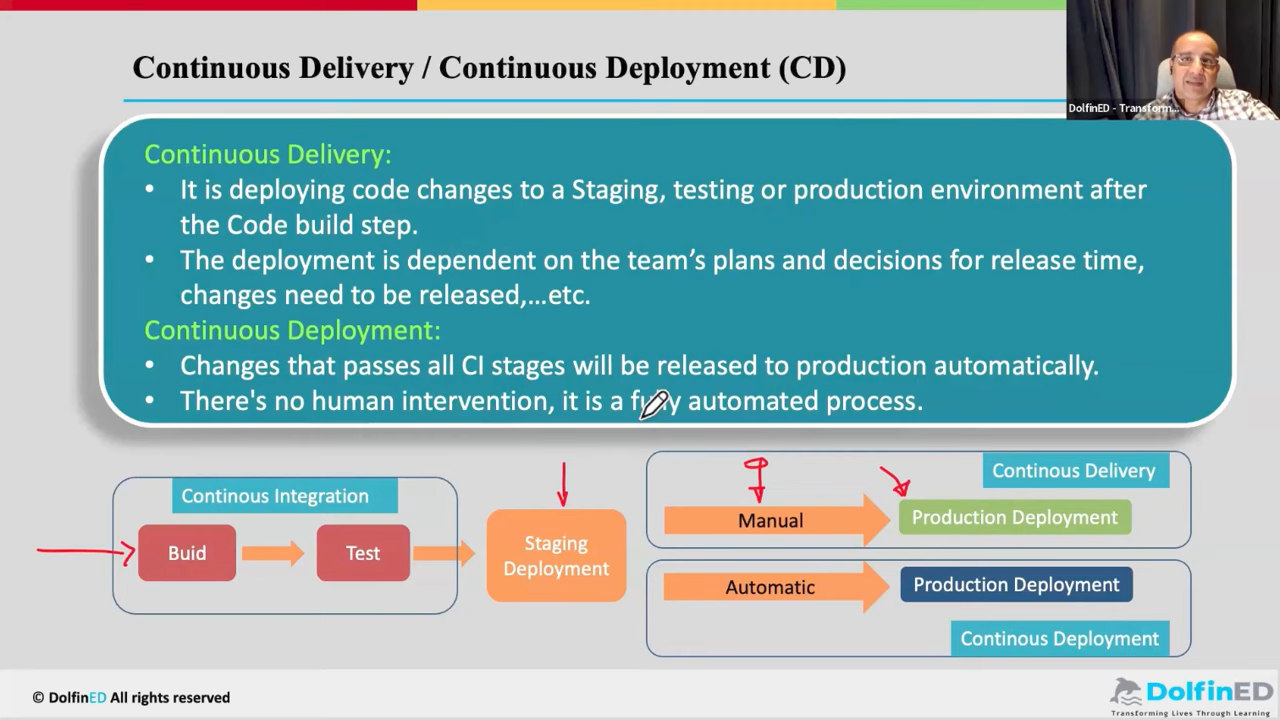 Continuous Delivery / Continuous Deployment (CD)
DolfinED - Transform...
Continuous Delivery:
• It is deploying code changes to a Staging, testing or production environment after
the Code build step.
• The deployment is dependent on the team’s plans and decisions for release time,
changes need to be released,...etc.
Continuous Deployment:
• Changes that passes all CI stages will be released to production automatically.
• There's no human intervention, it is a fully automated process.
Continous Integration
Buid
Test
Staging
Deployment
Continous Delivery
Manual
Production Deployment
Automatic
Production Deployment
Continous Deployment
© DolfinED All rights reserved
DolfinED
Transforming Lives Through Learning